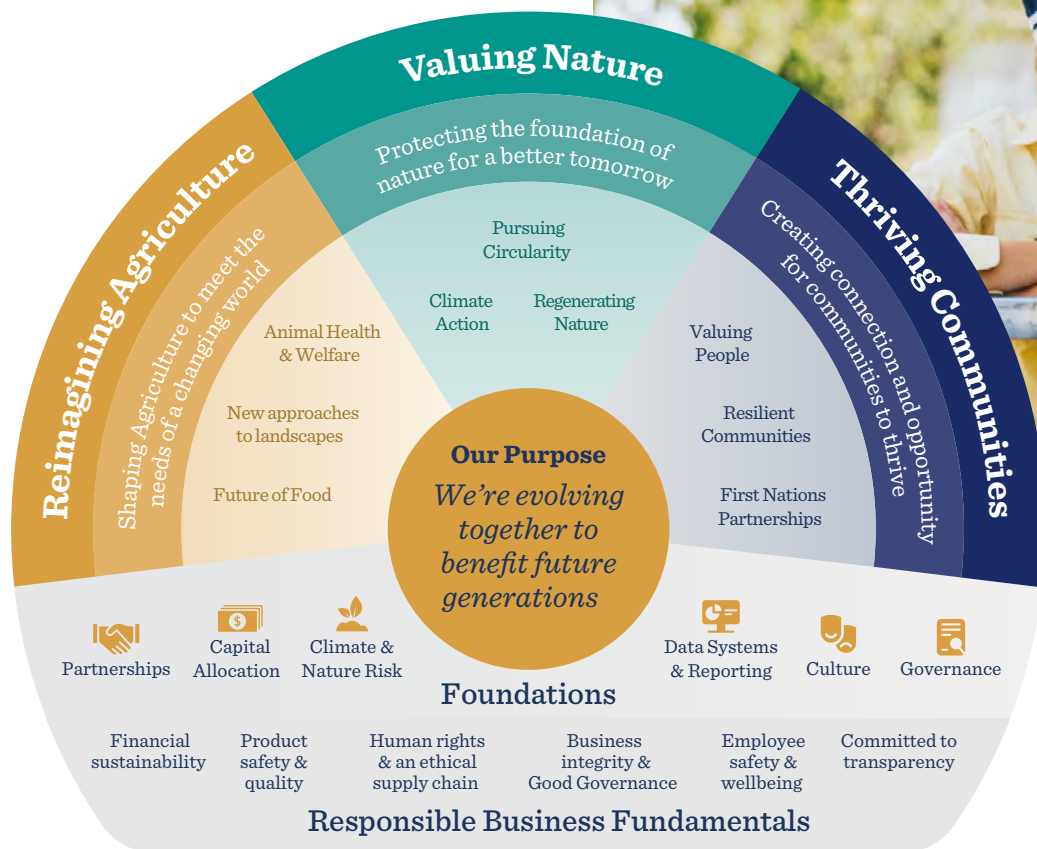 Valuing Nature
Protecting the foundation of
nature for a better tomorrow
Pursuing
Circularity
Climate
Action
Regenerating
Nature
Reimagining Agriculture
Shaping Agriculture to meet the
needs of a changing world
Animal Health
& Welfare
New approaches
to landscapes
Future of Food
Thriving Communities
Creating connection and opportunity
for communities to thrive
Valuing
People
Resilient
Communities
First Nations
Partnerships
Our Purpose
We’re evolving
together to
benefit future
generations
Partnerships
Capital
Allocation
Climate &
Nature Risk
Data Systems
& Reporting
Culture
Governance
Foundations
Financial
sustainability
Product
safety &
quality
Human rights
& an ethical
supply chain
Business
integrity &
Good Governance
Employee
safety &
wellbeing
Committed to
transparency
Responsible Business Fundamentals